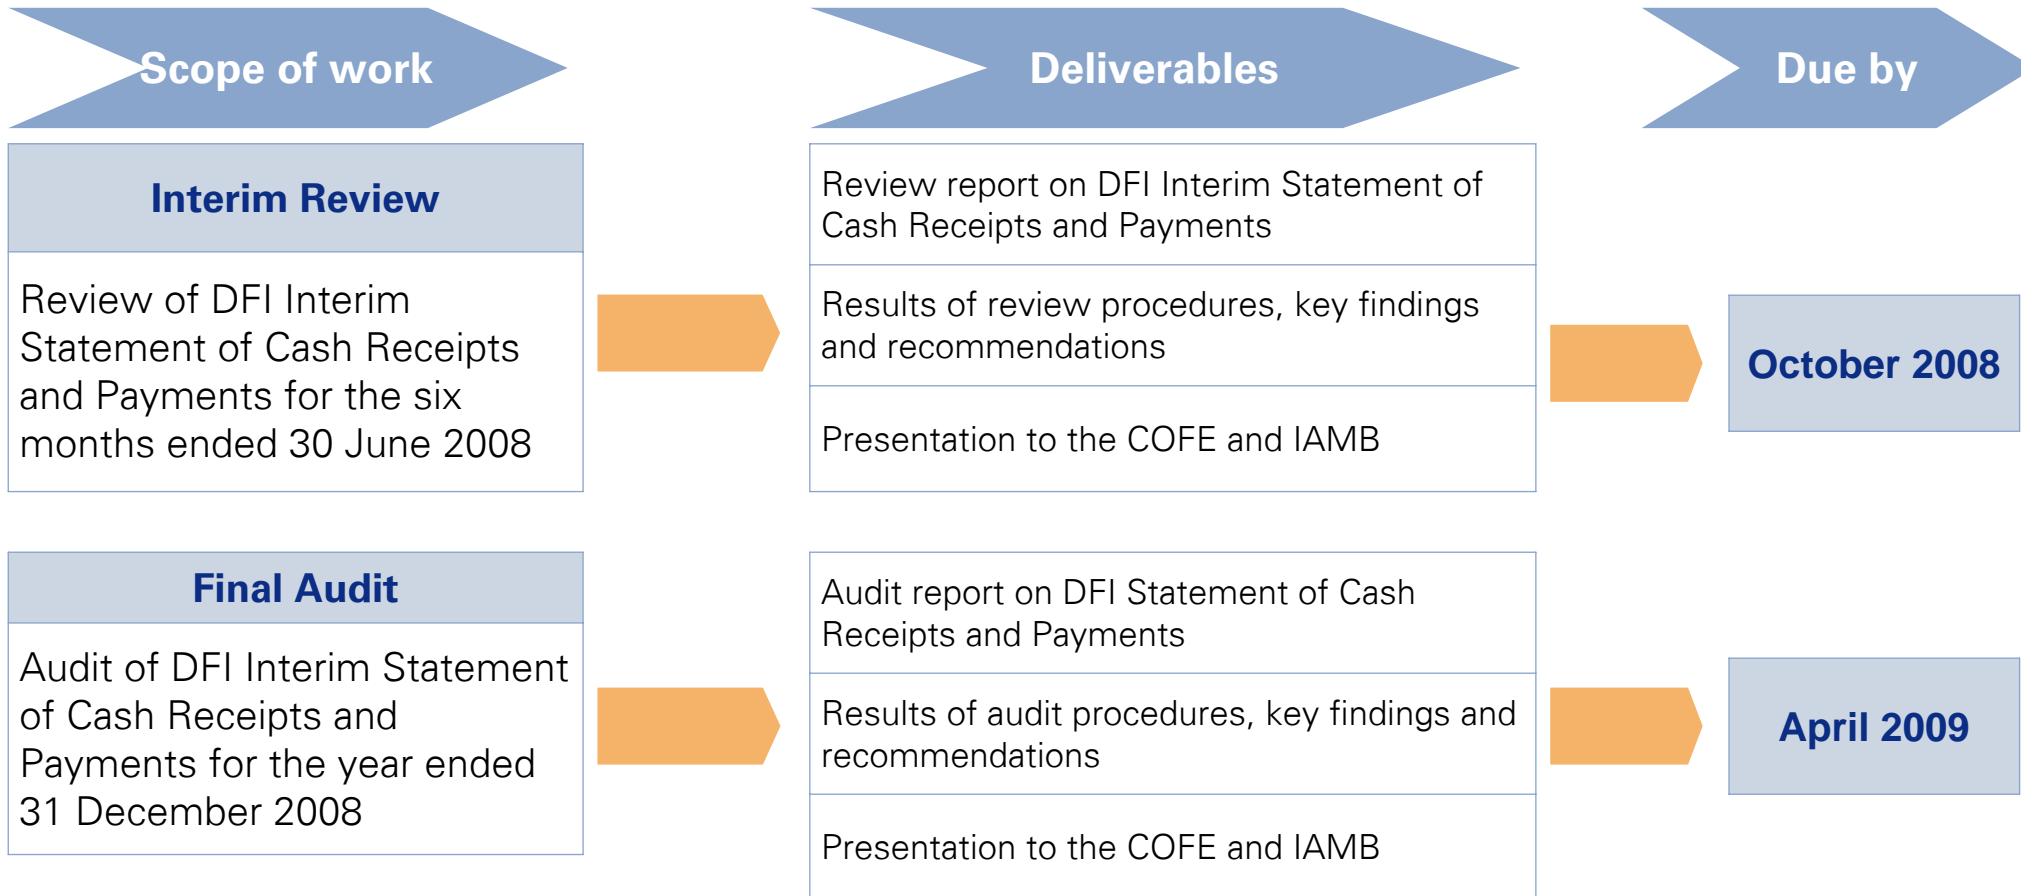 Scope of work
Deliverables
Due by
Interim Review
Review of DFI Interim
Statement of Cash Receipts
and Payments for the six
months ended 30 June 2008
Review report on DFI Interim Statement of
Cash Receipts and Payments
Results of review procedures, key findings
and recommendations
Presentation to the COFE and IAMB
October 2008
Final Audit
Audit of DFI Interim Statement
of Cash Receipts and
Payments for the year ended
31 December 2008
Audit report on DFI Statement of Cash
Receipts and Payments
Results of audit procedures, key findings and
recommendations
Presentation to the COFE and IAMB
April 2009